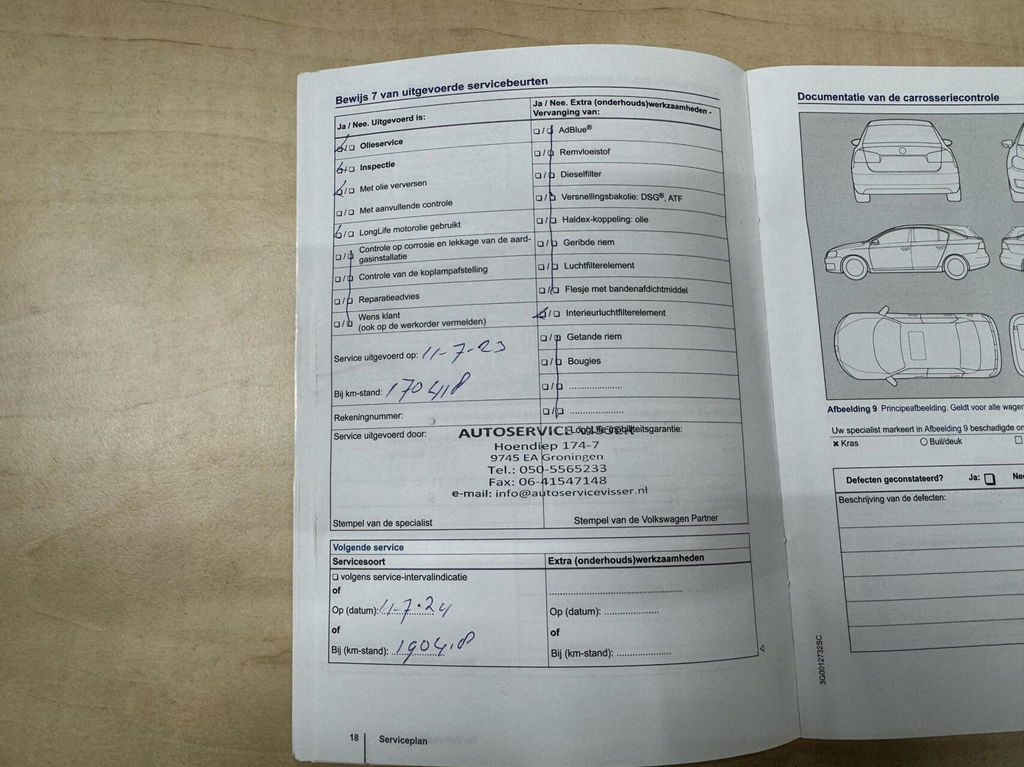 Bewijs 7 van uitgevoerde servicebeurten
Ja / Nee. Uitgevoerd is:
Olieservice
Inspectie
Met olie verversen
Met aanvullende controle
LongLife motorolie gebruikt
Controle op corrosie en lekkage van de aard-
gasinstallatie
Controle van de koplampafstelling
Reparatieadvies
Wens klant
(ook op de werkorder vermelden)
Service uitgevoerd op: 11-7-23
Bij km-stand: 170418
Rekeningnummer:
Ja / Nee. Extra (onderhouds)werkzaamheden -
Vervanging van:
AdBlue®
Remvloeistof
Dieselfilter
Versnellingsbakolie: DSG®, ATF
Haldex-koppeling: olie
Geribde riem
Luchtfilterelement
Flesje met bandenafdichtmiddel
Interieurluchtfilterelement
Getande riem
Bougies
Service uitgevoerd door:
AUTOSERVICE
Hoendiep 174-7
9745 EA Groningen
Tel.: 050-5565233
Fax: 06-41547148
e-mail: info@autoservicevisser.nl
Stempel van de specialist
Stempel van de Volkswagen Partner
Volgende service
Servicesoort
volgens service-intervalindicatie
of
Op (datum): 11-7-24
of
Bij (km-stand): 190418
Extra (onderhouds)werkzaamheden
Op (datum):
of
Bij (km-stand):
18 Serviceplan
Documentatie van de carrosseriecontrole
Afbeelding 9 Principeafbeelding. Geldt voor alle
Uw specialist markeert in Afbeelding 9 beschadigde
Kras
Buil/deuk
Defecten geconstateerd? Ja:
Beschrijving van de defecten:
3G0012732SC